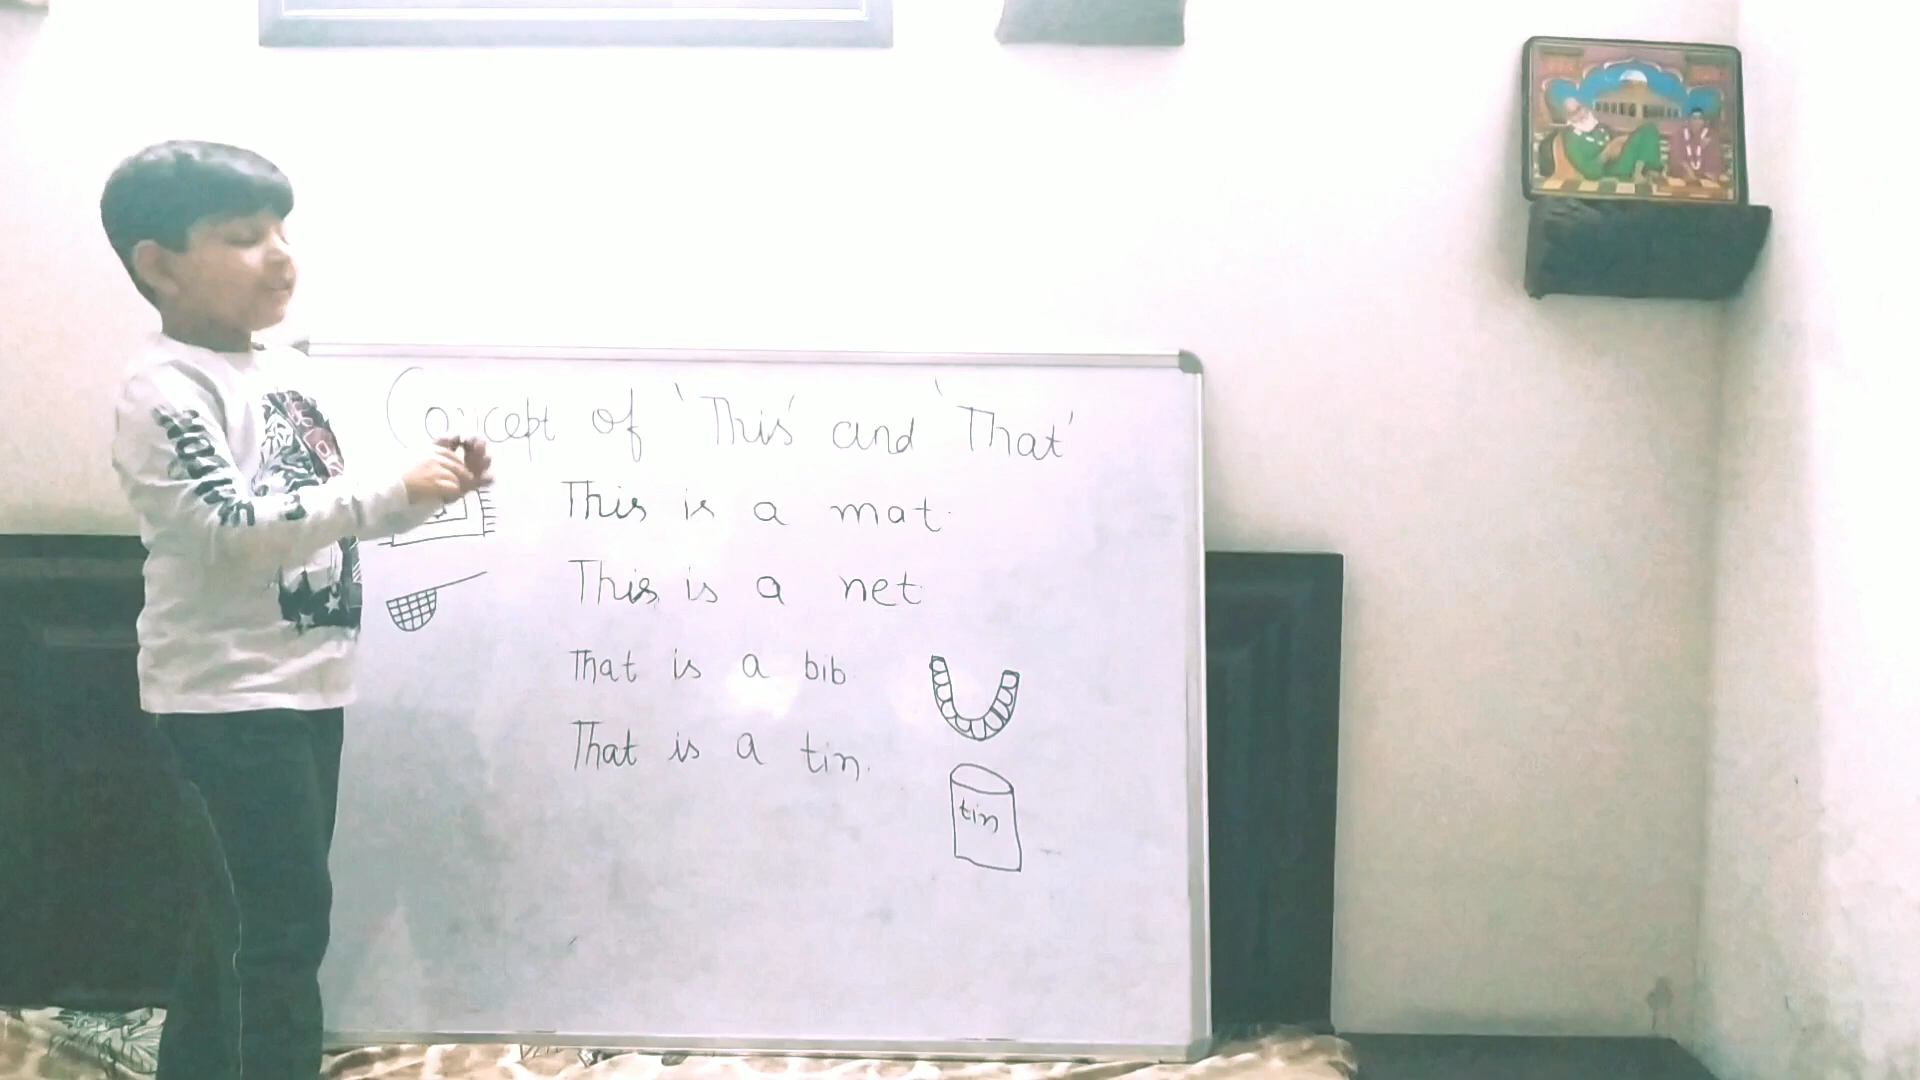 Concept of 'This' and 'That'
This is a mat.
This is a net.
That is a bib.
That is a tin.
tin